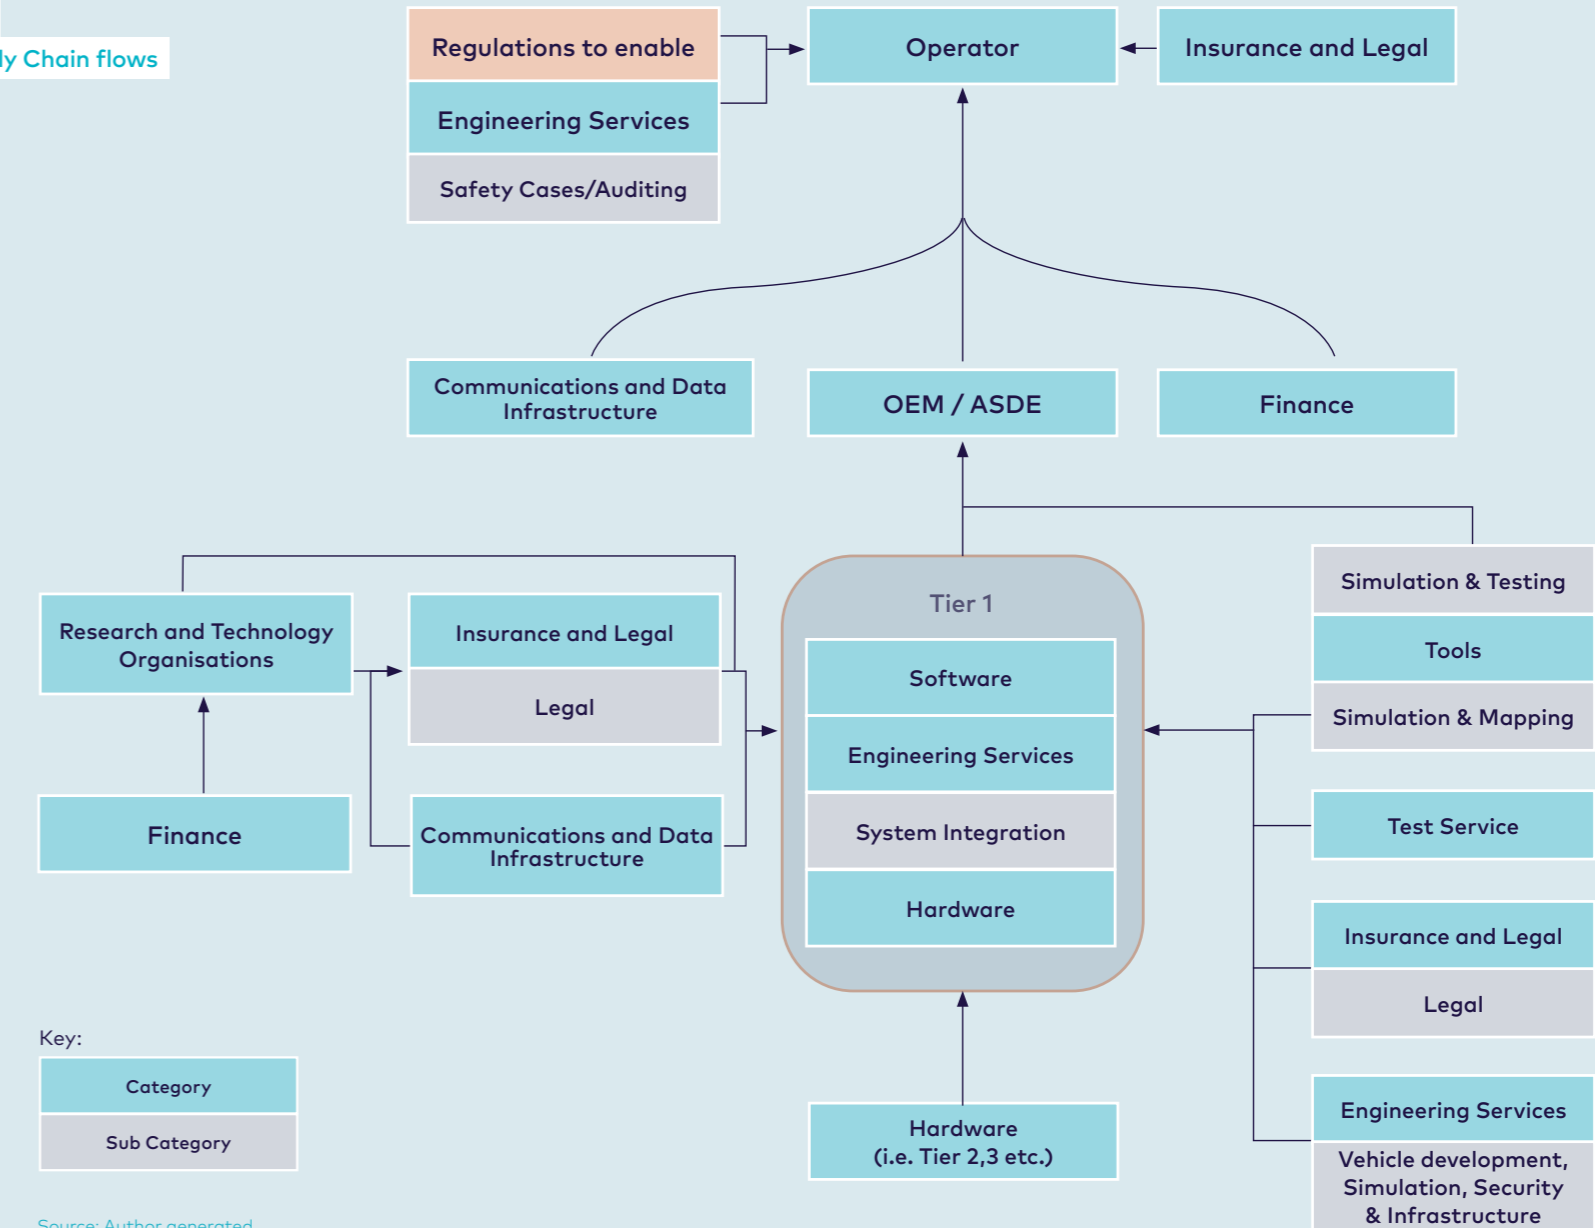 ly Chain flows
Regulations to enable
Operator
Insurance and Legal
Engineering Services
Safety Cases/Auditing
Communications and Data
Infrastructure
OEM / ASDE
Finance
Simulation & Testing
Tools
Simulation & Mapping
Research and Technology
Organisations
Insurance and Legal
Legal
Tier 1
Software
Engineering Services
System Integration
Hardware
Finance
Communications and Data
Infrastructure
Test Service
Insurance and Legal
Legal
Engineering Services
Vehicle development,
Simulation, Security
& Infrastructure
Hardware
(i.e. Tier 2,3 etc.)
Key:
Category
Sub Category
Source: Author generated